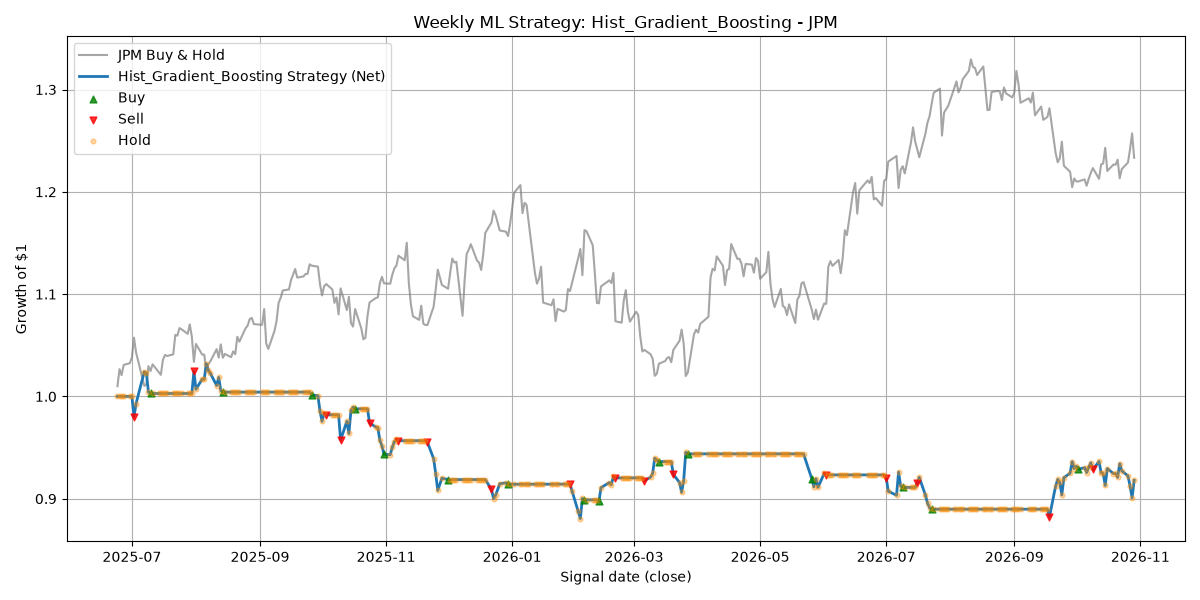 Weekly ML Strategy: Hist_Gradient_Boosting - JPM
JPM Buy & Hold
Hist_Gradient_Boosting Strategy (Net)
Buy
Sell
Hold
Growth of $1
1.3
1.2
1.1
1.0
0.9
2025-07
2025-09
2025-11
2026-01
2026-03
2026-05
2026-07
2026-09
2026-11
Signal date (close)